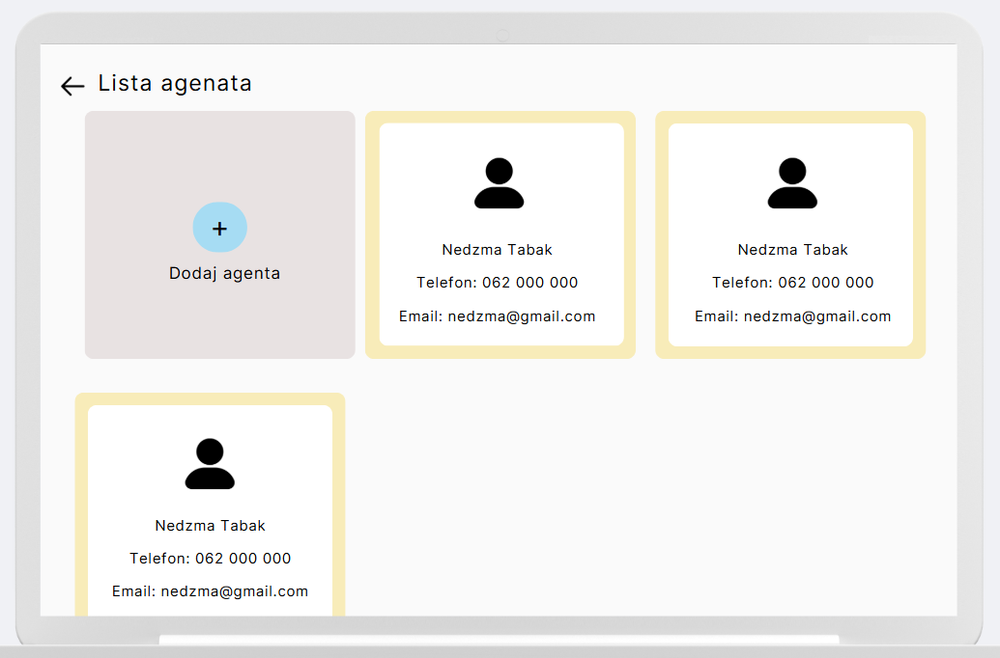 Lista agenata
+
Dodaj agenta
Nedzma Tabak
Telefon: 062 000 000
Email: nedzma@gmail.com
Nedzma Tabak
Telefon: 062 000 000
Email: nedzma@gmail.com
Nedzma Tabak
Telefon: 062 000 000
Email: nedzma@gmail.com